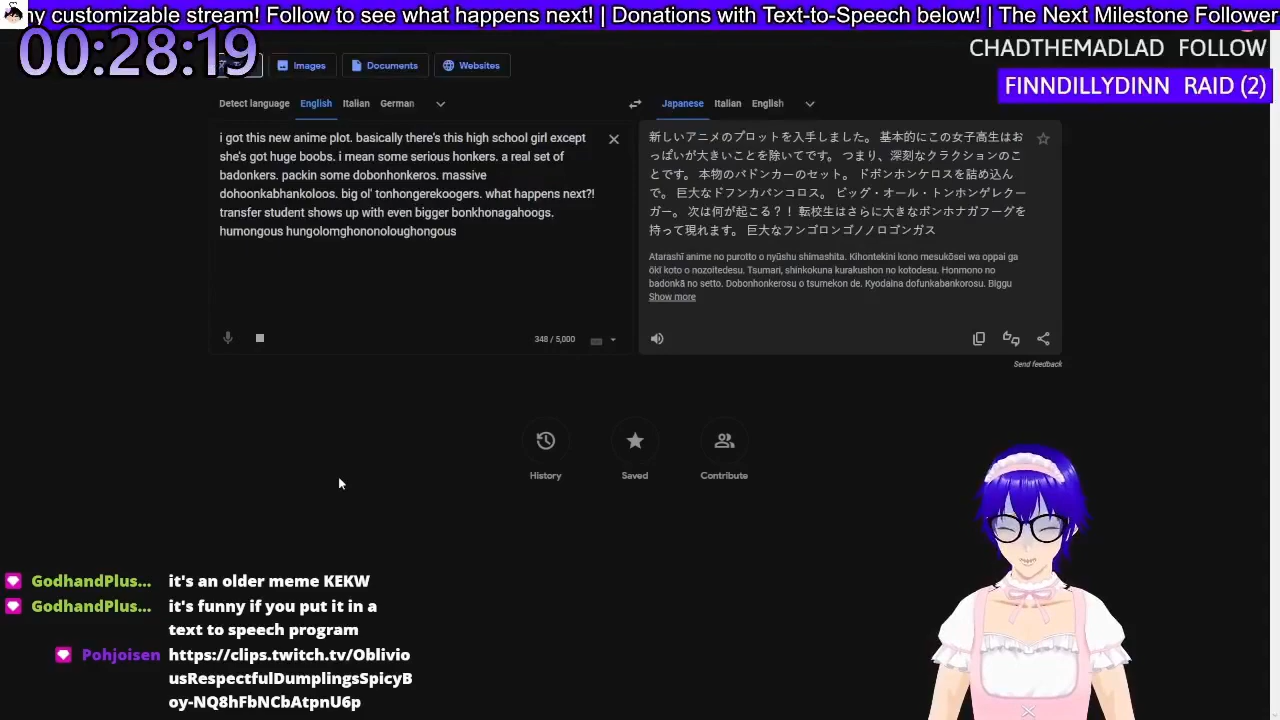 ny customizable stream! Follow to see what happens next! | Donations with Text-to-Speech below! | The Next Milestone Follower
00:28:19
CHADTHEMADLAD FOLLOW
FINNDILLYDINN RAID (2)
Images Documents Websites
Detect language English Italian German
Japanese Italian English
i got this new anime plot. basically there's this high school girl except
she's got huge boobs. i mean some serious honkers. a real set of
badonkers. packin some dobonhonkeros. massive
dohoonkabhankoloos. big ol' tonhongerekoogers. what happens next?!
transfer student shows up with even bigger bonkhonagahoogs.
humongous hungolomghononoloughongous
348 / 5,000
新しいアニメのプロットを入手しました。 基本的にこの女子高生はお
っぱいが大きいことを除いてです。 つまり、深刻なクラクションのこ
とです。 本物のバドンカーのセット。 ドボンホンケロスを詰め込ん
で。 巨大なドフンカバンコロス。 ビッグ・オール・トンホンゲレクー
ガー。 次は何が起こる？！ 転校生はさらに大きなボンホナガフーグを
持って現れます。 巨大なフンゴロンゴノノロゴンガス
Atarashī anime no purotto o nyūshu shimashita. Kihontekini kono mesukōsei wa oppai ga
ōkī koto o nozoitedesu. Tsumari, shinkokuna kurakushon no kotodesu. Honmono no
badonkā no setto. Dobonhonkerosu o tsumekon de. Kyodaina dofunkabankorosu. Biggu
Show more
Send feedback
History Saved Contribute
GodhandPlus... it's an older meme KEKW
GodhandPlus... it's funny if you put it in a
text to speech program
Pohjoisen https://clips.twitch.tv/Oblivio
usRespectfulDumplingsSpicyB
oy-NQ8hFbNCbAtpnU6p